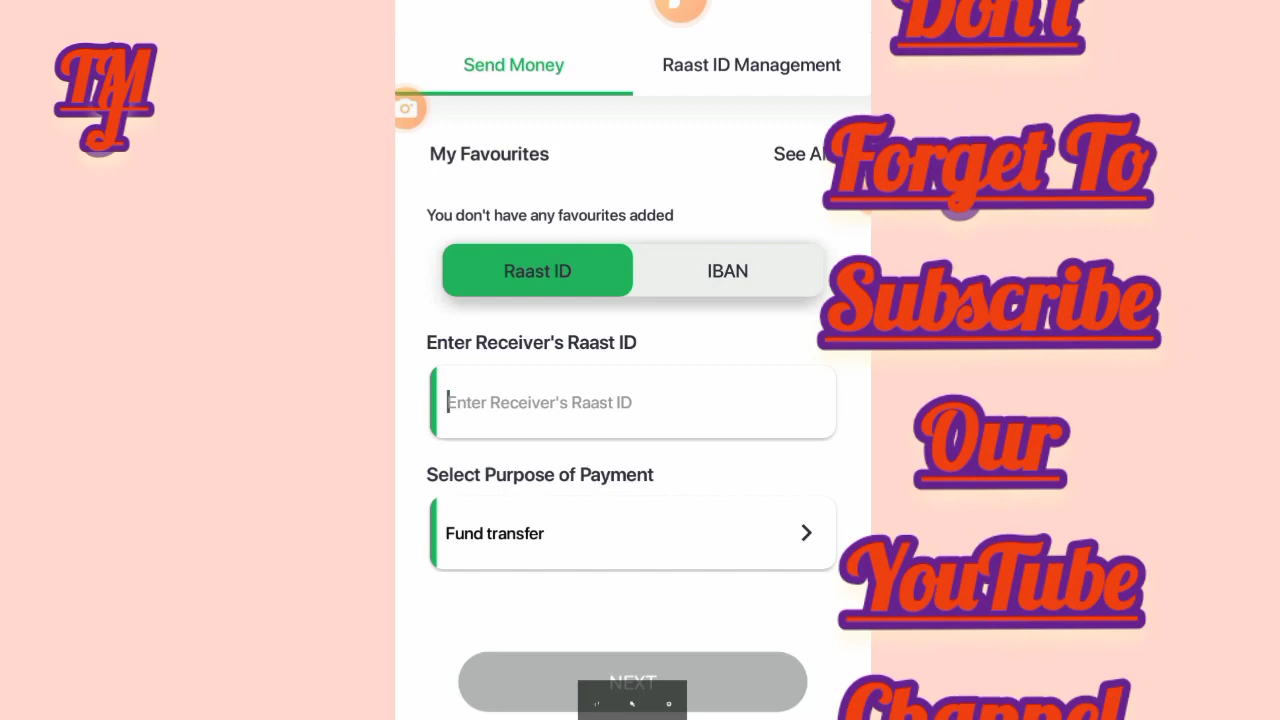 TM
J
Send Money
Raast ID Management
My Favourites
See Al
You don't have any favourites added
Raast ID
IBAN
Enter Receiver's Raast ID
Enter Receiver's Raast ID
Select Purpose of Payment
Fund transfer
NEXT
Don't
Forget To
Subscribe
Our
YouTube
Channel